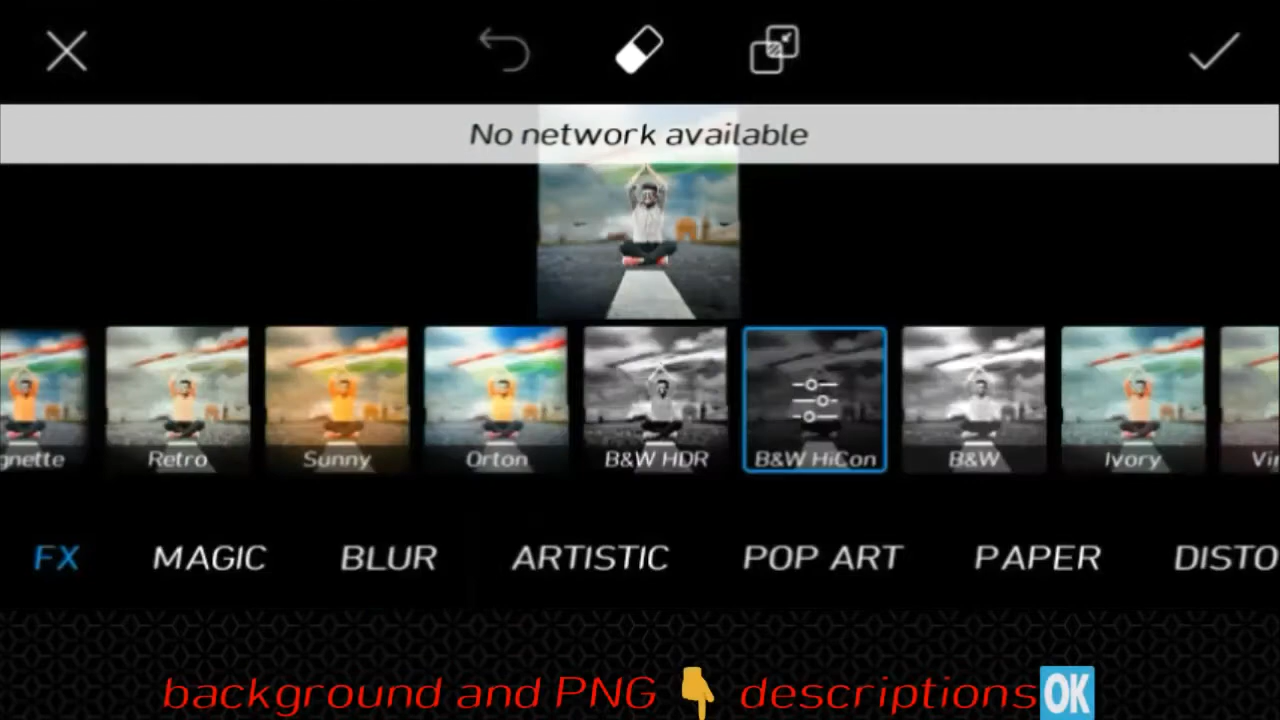 No network available
gnette Retro Sunny Orton B&W HDR B&W HiCon B&W Ivory Vi
FX MAGIC BLUR ARTISTIC POP ART PAPER DISTO
background and PNG 👇 descriptions🆗